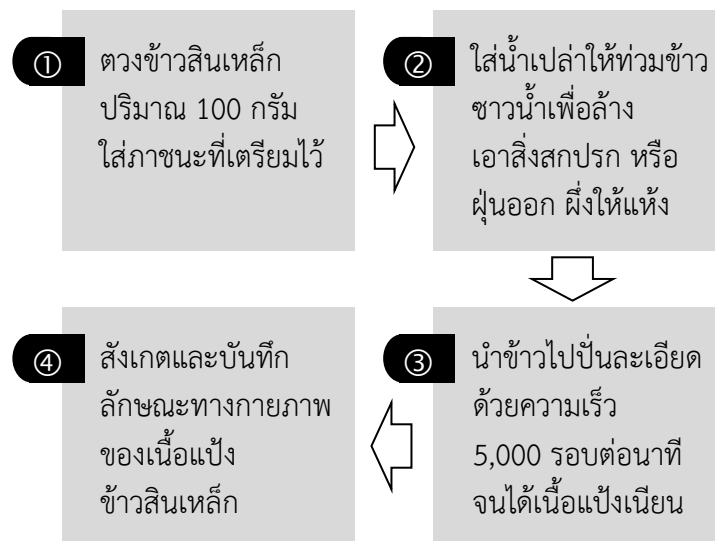 ①
ตวงข้าวสินเหล็ก
ปริมาณ 100 กรัม
ใส่ภาชนะที่เตรียมไว้
②
ใส่น้ำเปล่าให้ท่วมข้าว
ซาวน้ำเพื่อล้าง
เอาสิ่งสกปรก หรือ
ฝุ่นออก ผึ่งให้แห้ง
③
นำข้าวไปปั่นละเอียด
ด้วยความเร็ว
5,000 รอบต่อนาที
จนได้เนื้อแป้งเนียน
④
สังเกตและบันทึก
ลักษณะทางกายภาพ
ของเนื้อแป้ง
ข้าวสินเหล็ก